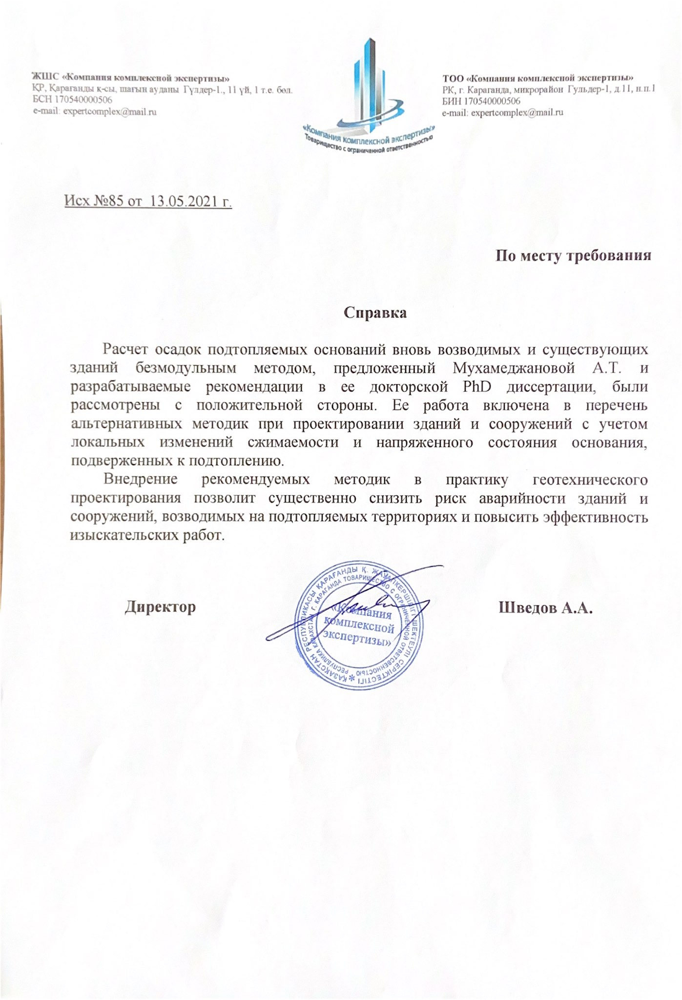 ЖШС «Компания комплексной экспертизы»
ҚР, Қарағанды қ-сы, шағын ауданы Гүлдер-1., 11 үй, 1 т.е. бөл.
БСН 170540000506
e-mail: expertcomplex@mail.ru
«Компания комплексной экспертизы»
Товарищество с ограниченной ответственностью
ТОО «Компания комплексной экспертизы»
РК, г. Караганда, микрорайон Гульдер-1, д.11, н.п.1
БИН 170540000506
e-mail: expertcomplex@mail.ru
Исх №85 от 13.05.2021 г.
По месту требования
Справка
Расчет осадок подтопляемых оснований вновь возводимых и существующих
зданий безмодульным методом, предложенный Мухамеджановой А.Т. и
разрабатываемые рекомендации в ее докторской PhD диссертации, были
рассмотрены с положительной стороны. Ее работа включена в перечень
альтернативных методик при проектировании зданий и сооружений с учетом
локальных изменений сжимаемости и напряженного состояния основания,
подверженных к подтоплению.
Внедрение рекомендуемых методик в практику геотехнического
проектирования позволит существенно снизить риск аварийности зданий и
сооружений, возводимых на подтопляемых территориях и повысить эффективность
изыскательских работ.
Директор
ҚАЗАҚСТАН РЕСПУБЛИКАСЫ ҚАРАҒАНДЫ Қ. ЖАУАПКЕРШІЛІГІ ШЕКТЕУЛІ СЕРІКТЕСТІГІ
РЕСПУБЛИКА КАЗАХСТАН Г. КАРАГАНДА ТОВАРИЩЕСТВО С ОГРАНИЧЕННОЙ ОТВЕТСВЕННОСТЬЮ
«Компания
комплексной
экспертизы»
Шведов А.А.